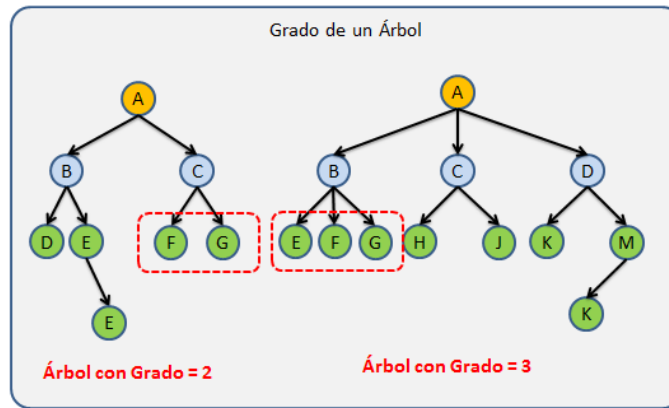 Grado de un Árbol
A
A
B
C
B
C
D
D
E
F
G
E
F
G
H
J
K
M
E
K
Árbol con Grado = 2
Árbol con Grado = 3